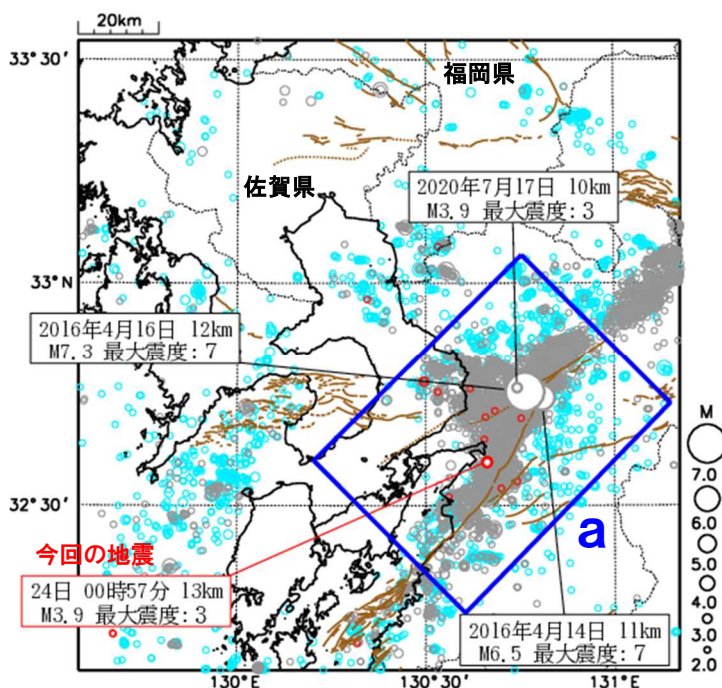 20km
33°30′
福岡県
佐賀県
2020年7月17日 10km
M3.9 最大震度:3
33°N
2016年4月16日 12km
M7.3 最大震度:7
M
7.0
6.0
5.0
4.0
3.0
2.0
32°30′
a
今回の地震
24日 00時57分 13km
M3.9 最大震度:3
2016年4月14日 11km
M6.5 最大震度:7
130°E
130°30′
131°E